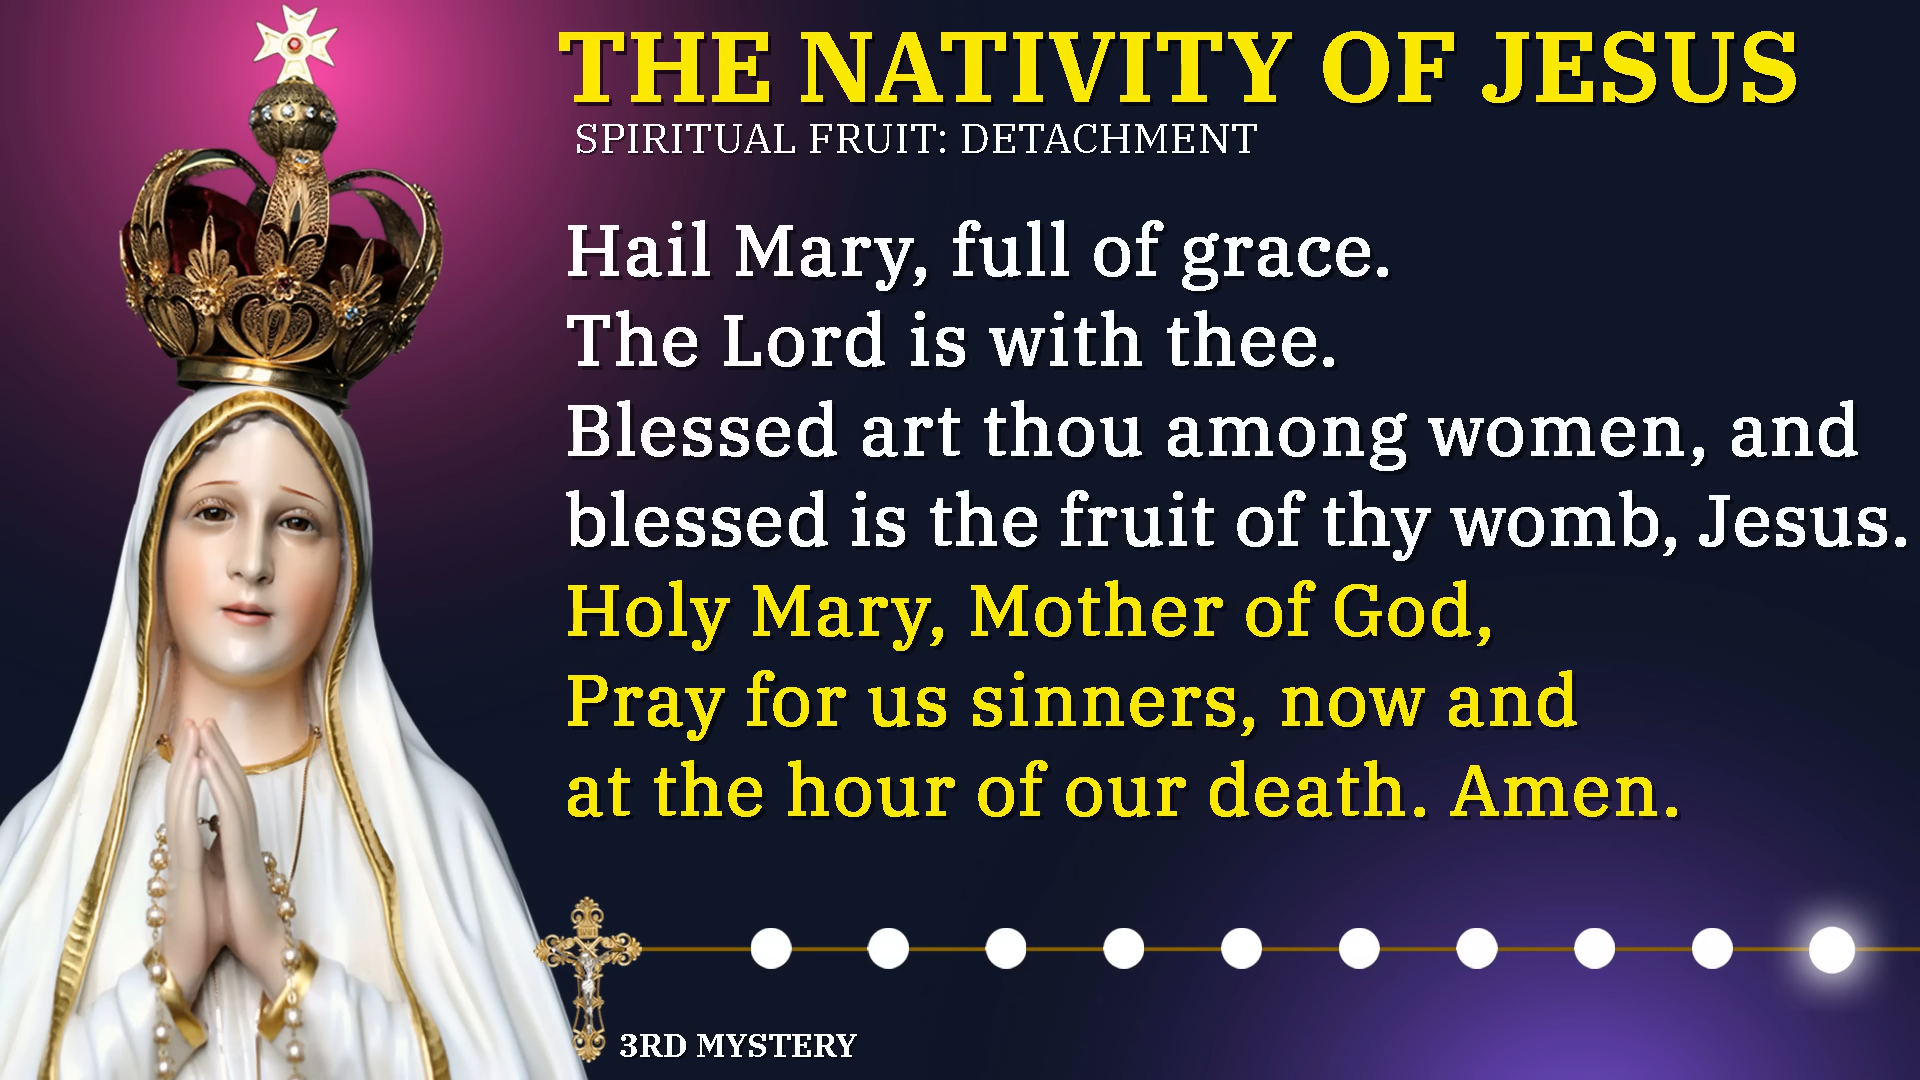 THE NATIVITY OF JESUS
SPIRITUAL FRUIT: DETACHMENT
Hail Mary, full of grace.
The Lord is with thee.
Blessed art thou among women, and
blessed is the fruit of thy womb, Jesus.
Holy Mary, Mother of God,
Pray for us sinners, now and
at the hour of our death. Amen.
3RD MYSTERY